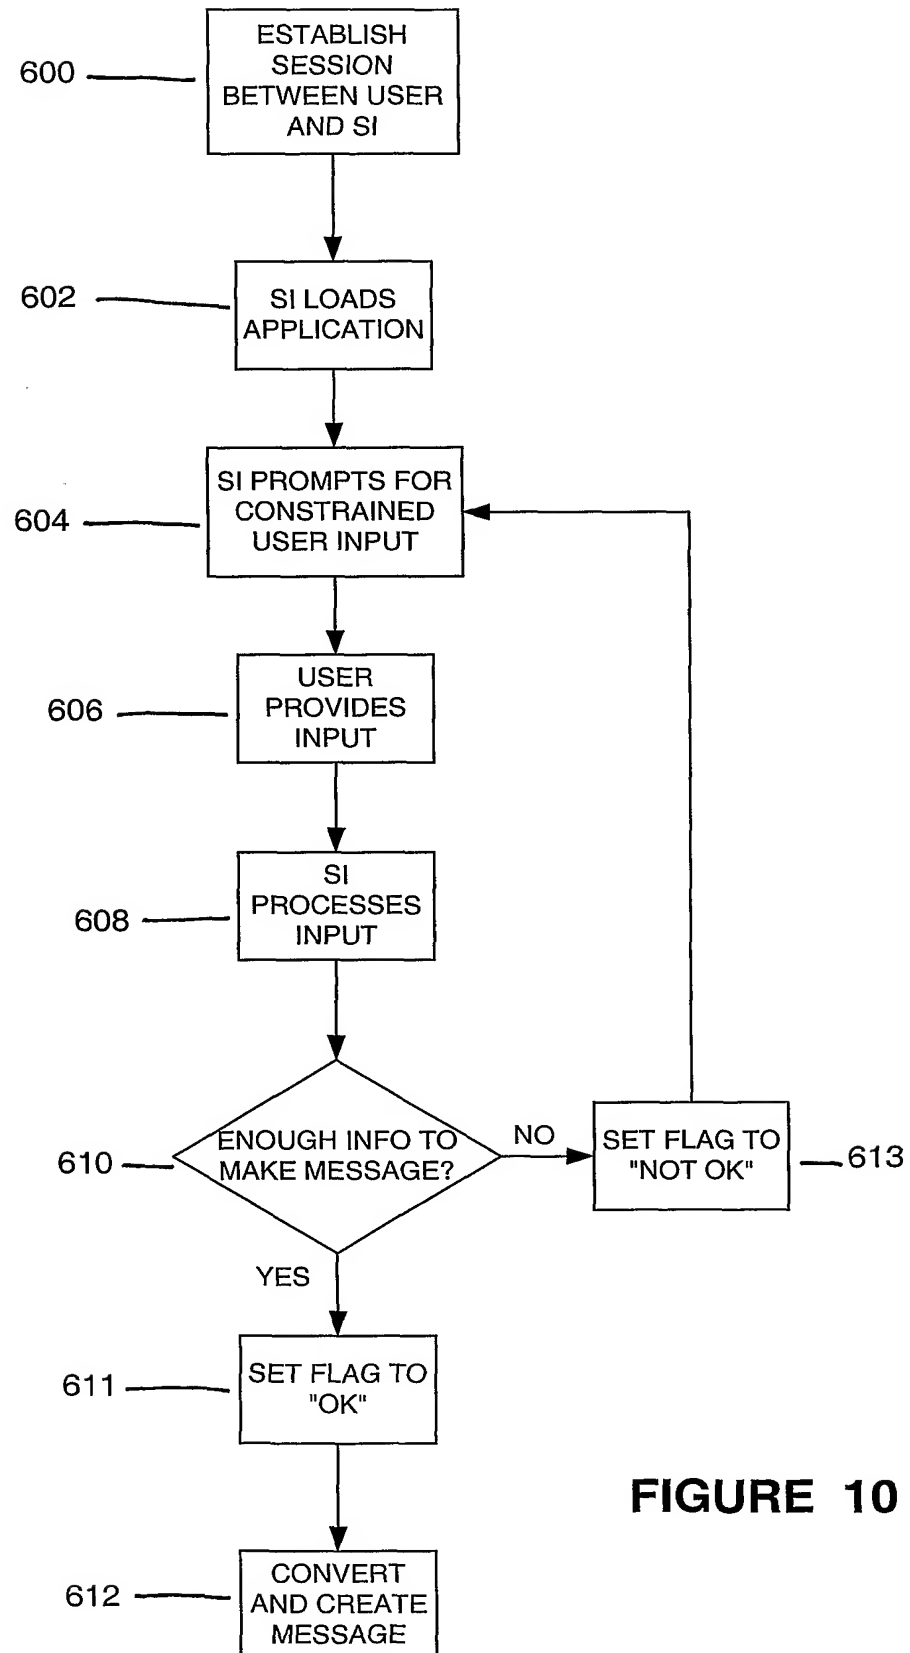 ESTABLISH
SESSION
BETWEEN USER
AND SI
600
SI LOADS
APPLICATION
602
SI PROMPTS FOR
CONSTRAINED
USER INPUT
604
USER
PROVIDES
INPUT
606
SI
PROCESSES
INPUT
608
ENOUGH INFO TO
MAKE MESSAGE?
610
NO
SET FLAG TO
"NOT OK"
613
YES
SET FLAG TO
"OK"
611
CONVERT
AND CREATE
MESSAGE
612
FIGURE 10